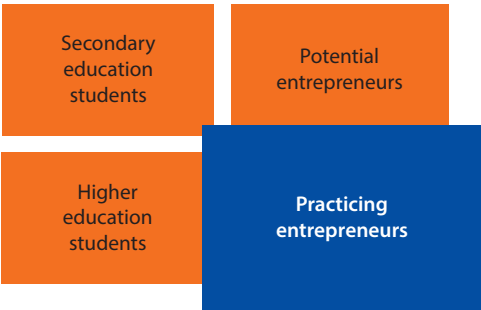 Secondary
education
students
Potential
entrepreneurs
Higher
education
students
Practicing
entrepreneurs